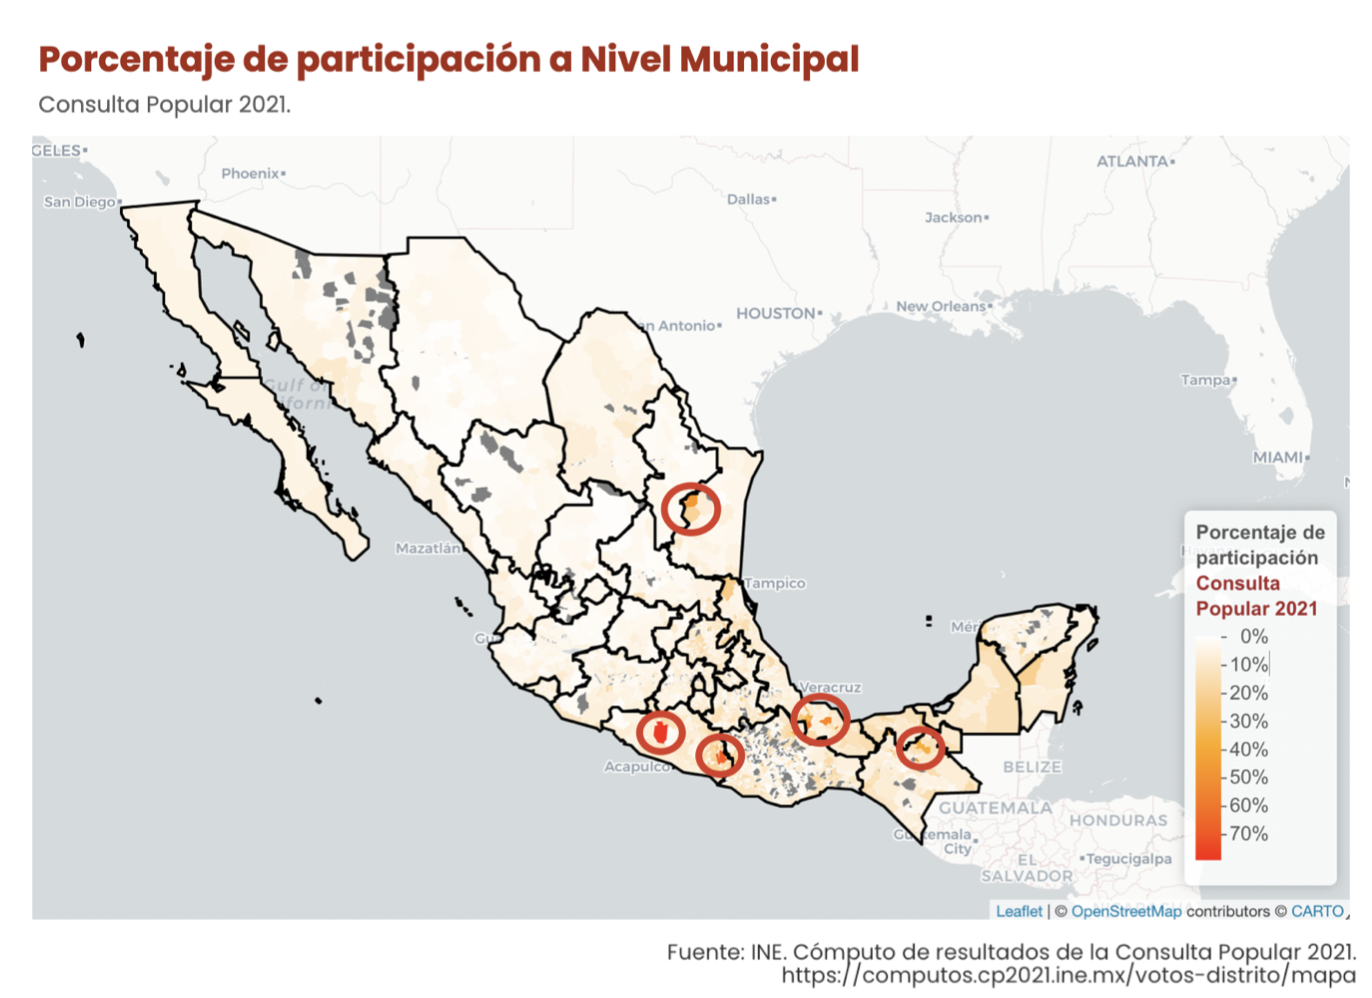 Porcentaje de participación a Nivel Municipal
Consulta Popular 2021.
GELES
Phoenix
ATLANTA
San Diego
Dallas
Jackson
HOUSTON
New Orleans
an Antonio
Tampa
Gulf of
iforni
MIAMI
Porcentaje de
participación
Consulta
Popular 2021
0%
10%
20%
30%
40%
50%
60%
70%
Mazatlán
Tampico
Gu
Mér
Veracruz
Acapulco
BELIZE
GUATEMALA
HONDURAS
Gu temala
City
EL
SALVADOR
Tegucigalpa
Leaflet | © OpenStreetMap contributors © CARTO
Fuente: INE. Cómputo de resultados de la Consulta Popular 2021.
https://computos.cp2021.ine.mx/votos-distrito/mapa